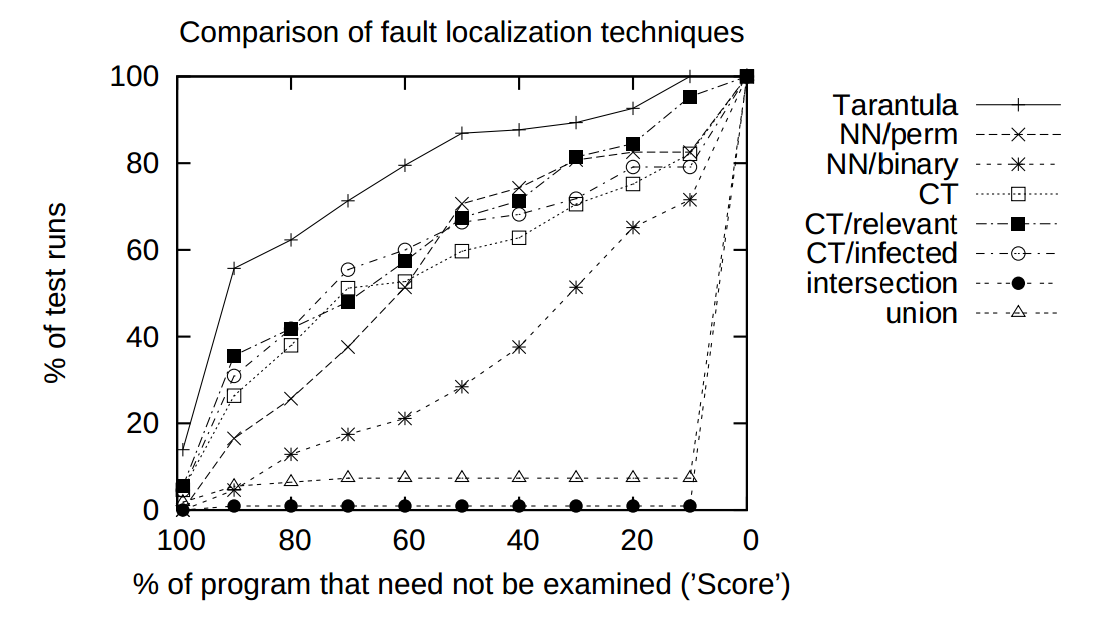 Comparison of fault localization techniques
100
80
60
40
20
0
% of test runs
100 80 60 40 20 0
% of program that need not be examined (’Score’)
Tarantula
NN/perm
NN/binary
CT
CT/relevant
CT/infected
intersection
union